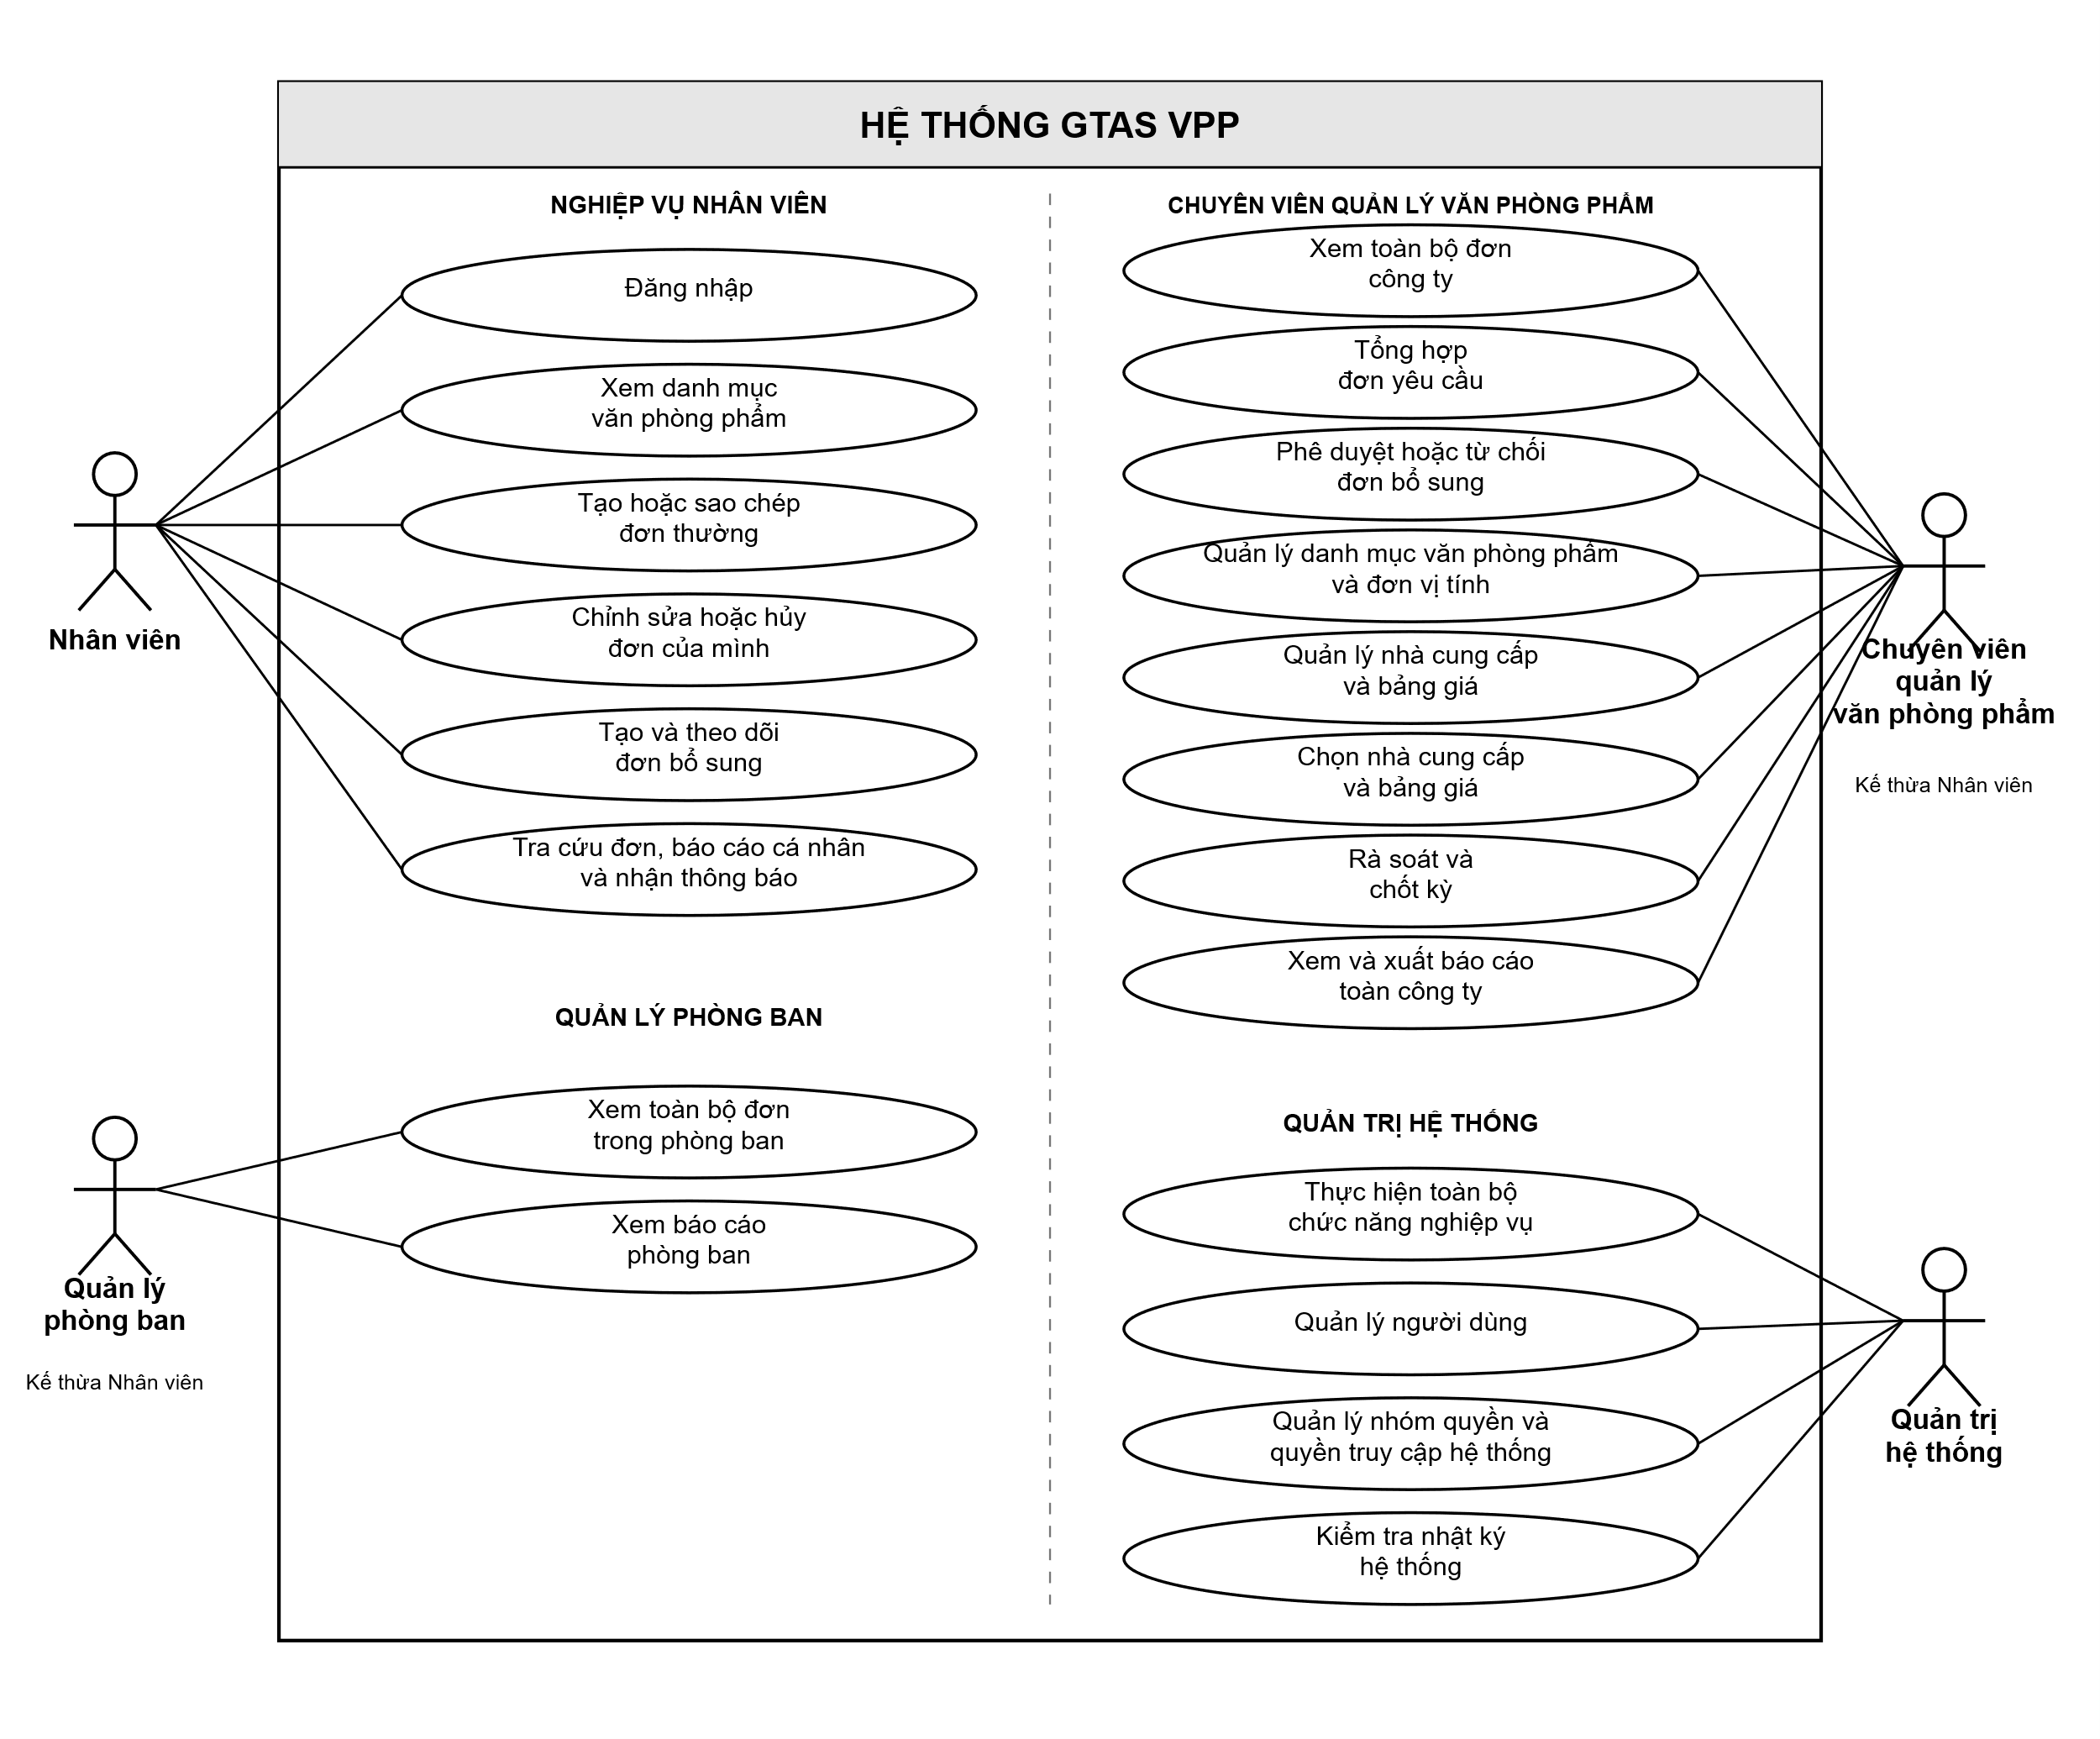 HỆ THỐNG GTAS VPP
NGHIỆP VỤ NHÂN VIÊN
Đăng nhập
Xem danh mục
văn phòng phẩm
Tạo hoặc sao chép
đơn thường
Chỉnh sửa hoặc hủy
đơn của mình
Tạo và theo dõi
đơn bổ sung
Tra cứu đơn, báo cáo cá nhân
và nhận thông báo
Nhân viên
QUẢN LÝ PHÒNG BAN
Xem toàn bộ đơn
trong phòng ban
Xem báo cáo
phòng ban
Quản lý
phòng ban
Kế thừa Nhân viên
CHUYÊN VIÊN QUẢN LÝ VĂN PHÒNG PHẨM
Xem toàn bộ đơn
công ty
Tổng hợp
đơn yêu cầu
Phê duyệt hoặc từ chối
đơn bổ sung
Quản lý danh mục văn phòng phẩm
và đơn vị tính
Quản lý nhà cung cấp
và bảng giá
Chọn nhà cung cấp
và bảng giá
Rà soát và
chốt kỳ
Xem và xuất báo cáo
toàn công ty
Chuyên viên
quản lý
văn phòng phẩm
Kế thừa Nhân viên
QUẢN TRỊ HỆ THỐNG
Thực hiện toàn bộ
chức năng nghiệp vụ
Quản lý người dùng
Quản lý nhóm quyền và
quyền truy cập hệ thống
Kiểm tra nhật ký
hệ thống
Quản trị
hệ thống